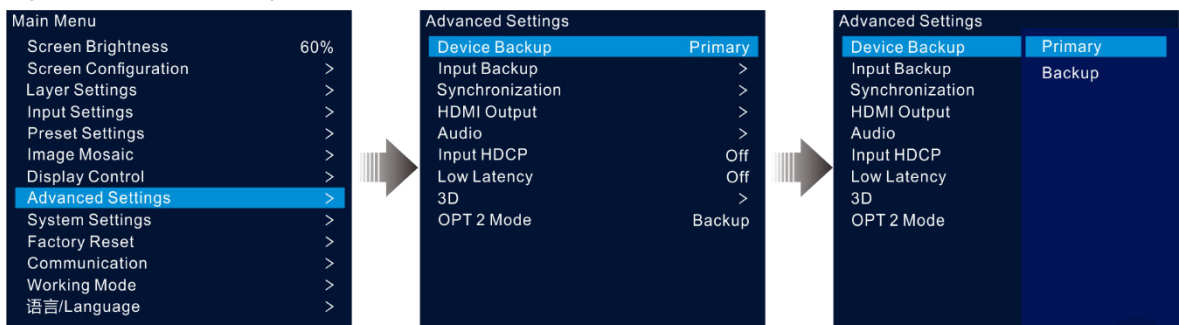 Main Menu
Screen Brightness 60%
Screen Configuration >
Layer Settings >
Input Settings >
Preset Settings >
Image Mosaic >
Display Control >
Advanced Settings >
System Settings >
Factory Reset >
Communication >
Working Mode >
语言/Language >
Advanced Settings
Device Backup Primary
Input Backup >
Synchronization >
HDMI Output >
Audio >
Input HDCP Off
Low Latency Off
3D >
OPT 2 Mode Backup
Advanced Settings
Device Backup Primary
Input Backup Backup
Synchronization
HDMI Output
Audio
Input HDCP
Low Latency
3D
OPT 2 Mode